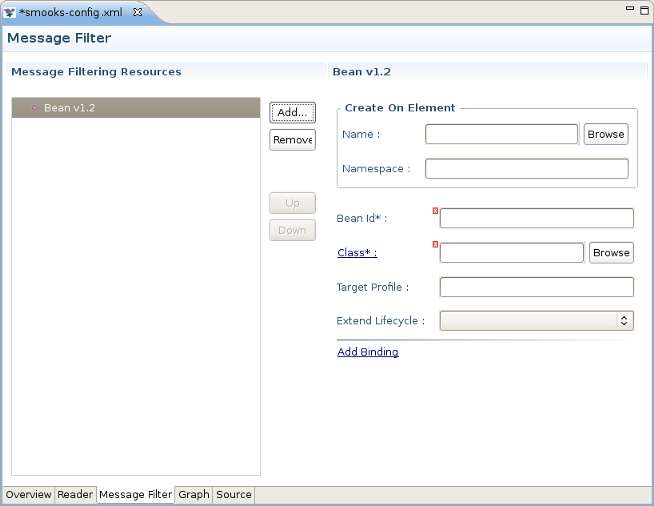 *smooks-config.xml
Message Filter
Message Filtering Resources
Bean v1.2
Add...
Remove
Up
Down
Bean v1.2
Create On Element
Name :
Browse
Namespace :
Bean Id* :
Class* :
Browse
Target Profile :
Extend Lifecycle :
Add Binding
Overview Reader Message Filter Graph Source